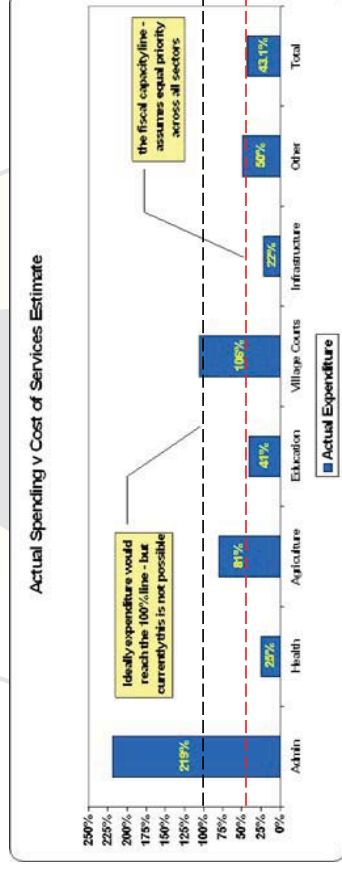 Actual Spending v Cost of Services Estimate
250%
225%
200%
175%
150%
125%
100%
75%
50%
25%
0%
Ideally expenditure would
reach the 100% line - but
currently this is not possible
the fiscal capacity line -
assumes equal priority
across all sectors
219%
25%
81%
41%
106%
22%
50%
43.1%
Admin
Health
Agriculture
Education
Village Courts
Infrastructure
Other
Total
Actual Expenditure